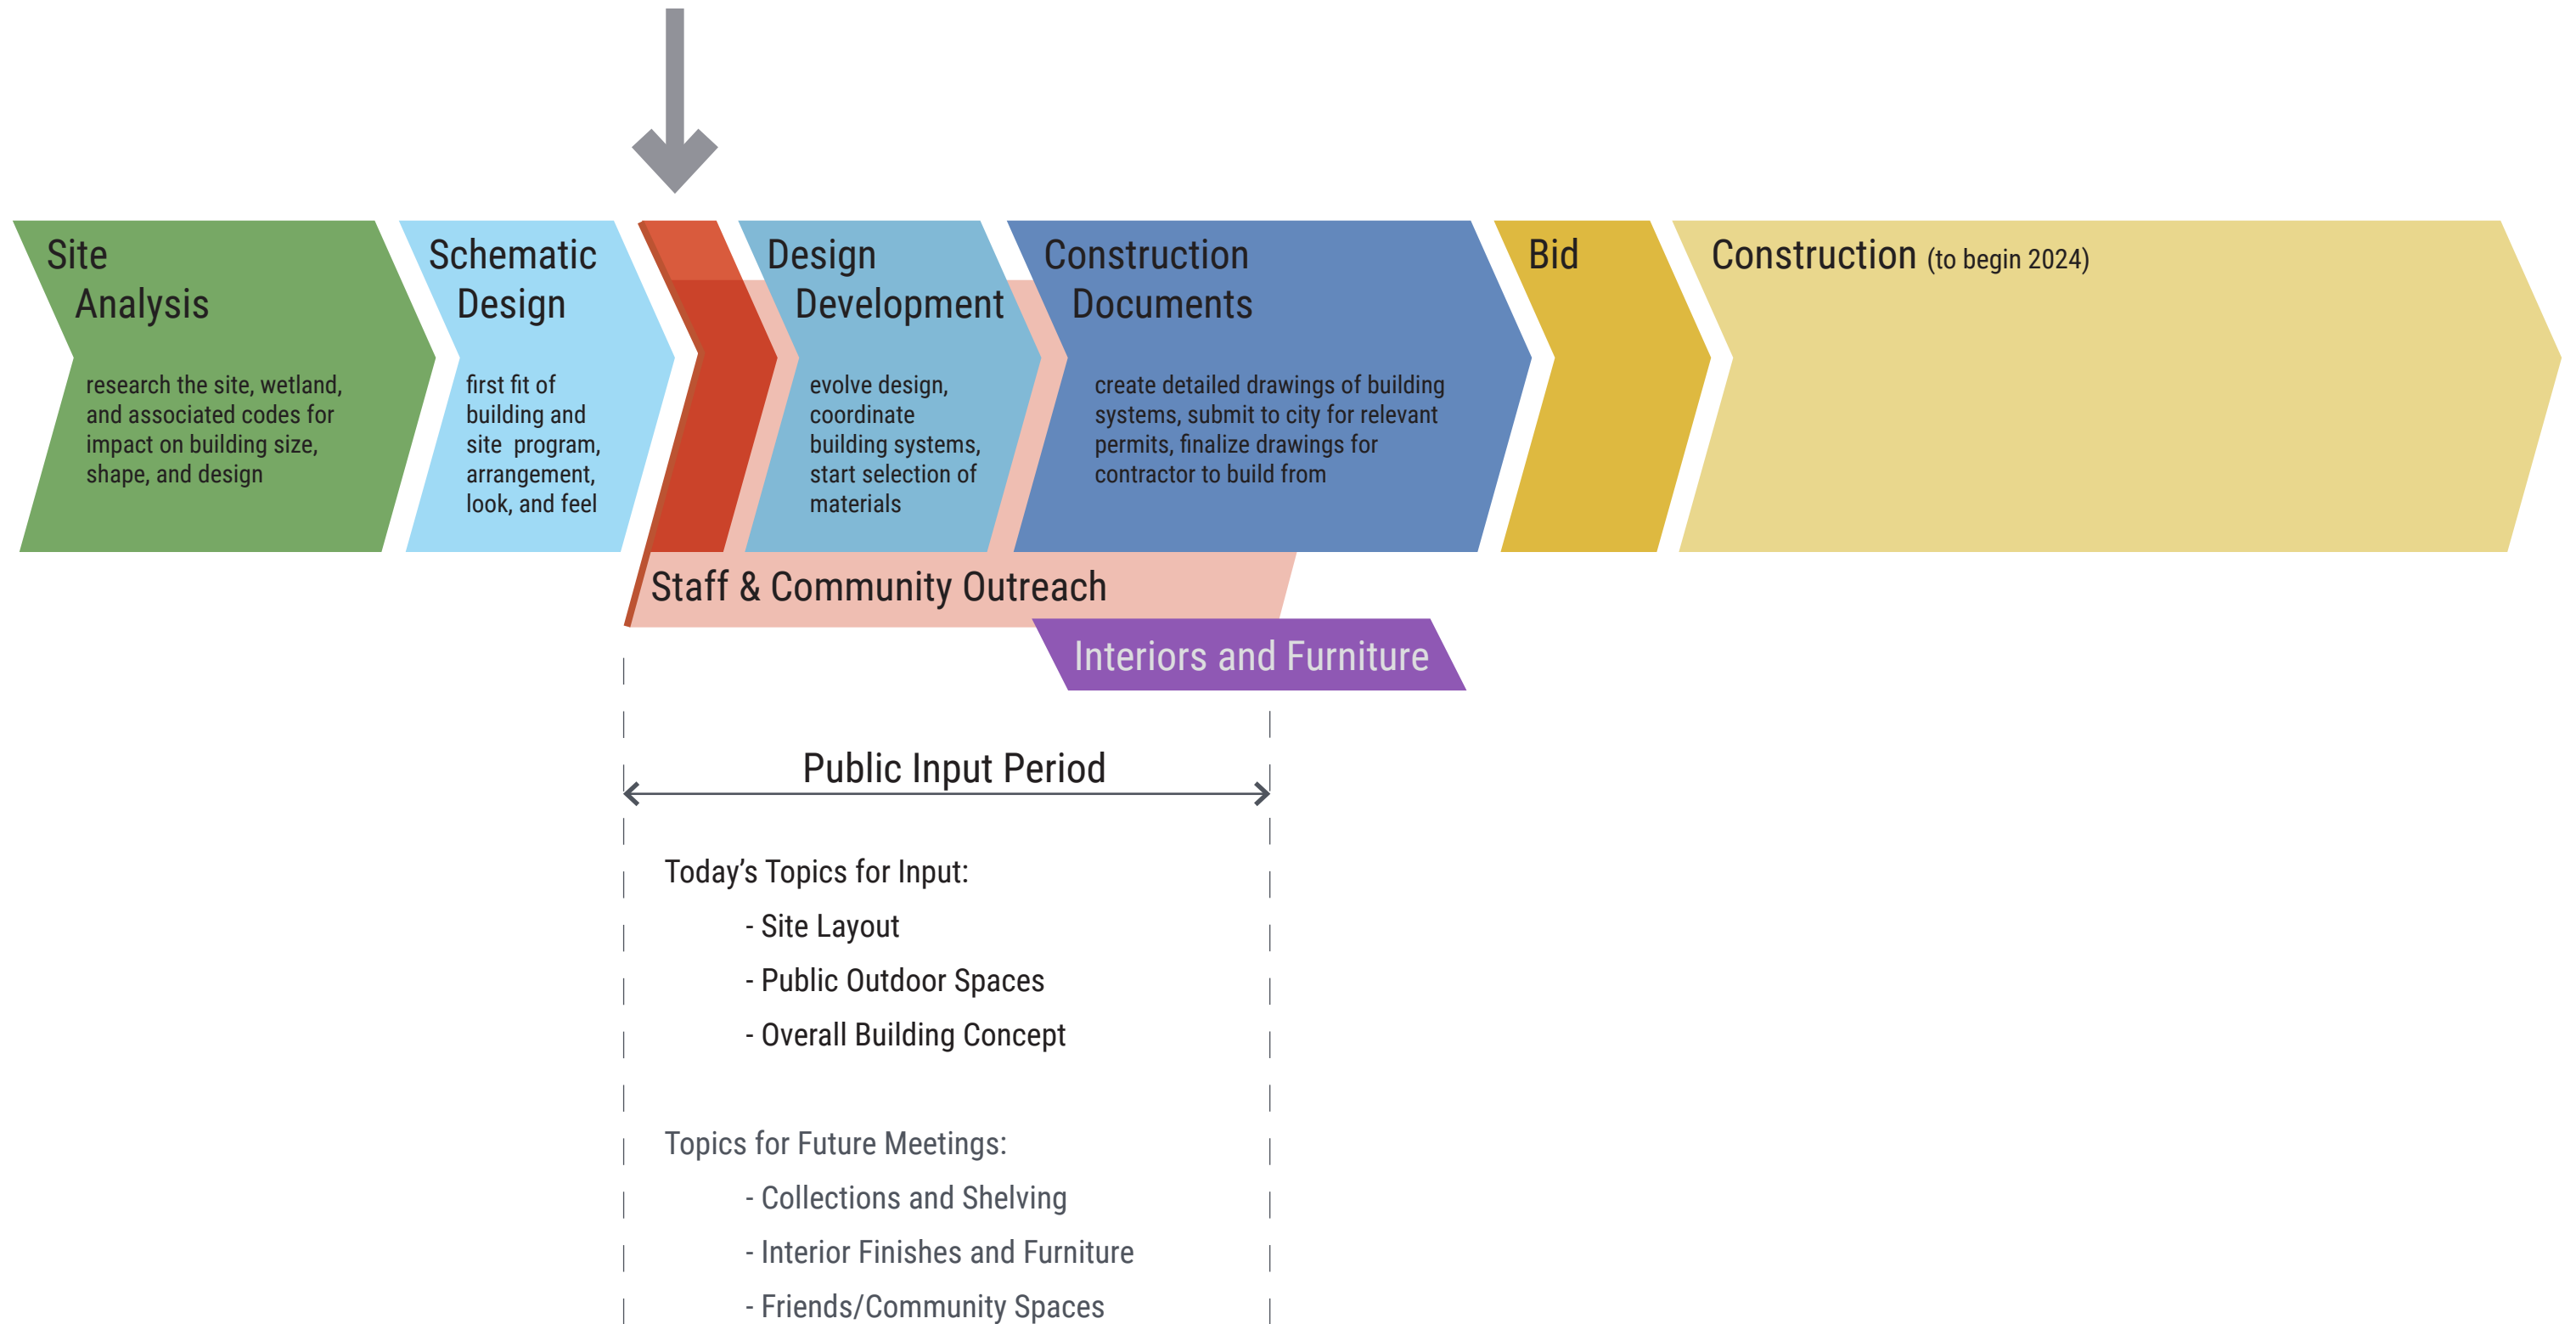 Site
Analysis
research the site, wetland,
and associated codes for
impact on building size,
shape, and design
Schematic
Design
first fit of
building and
site program,
arrangement,
look, and feel
Design
Development
evolve design,
coordinate
building systems,
start selection of
materials
Construction
Documents
create detailed drawings of building
systems, submit to city for relevant
permits, finalize drawings for
contractor to build from
Bid
Construction (to begin 2024)
Staff & Community Outreach
Interiors and Furniture
Public Input Period
Today’s Topics for Input:
- Site Layout
- Public Outdoor Spaces
- Overall Building Concept
Topics for Future Meetings:
- Collections and Shelving
- Interior Finishes and Furniture
- Friends/Community Spaces